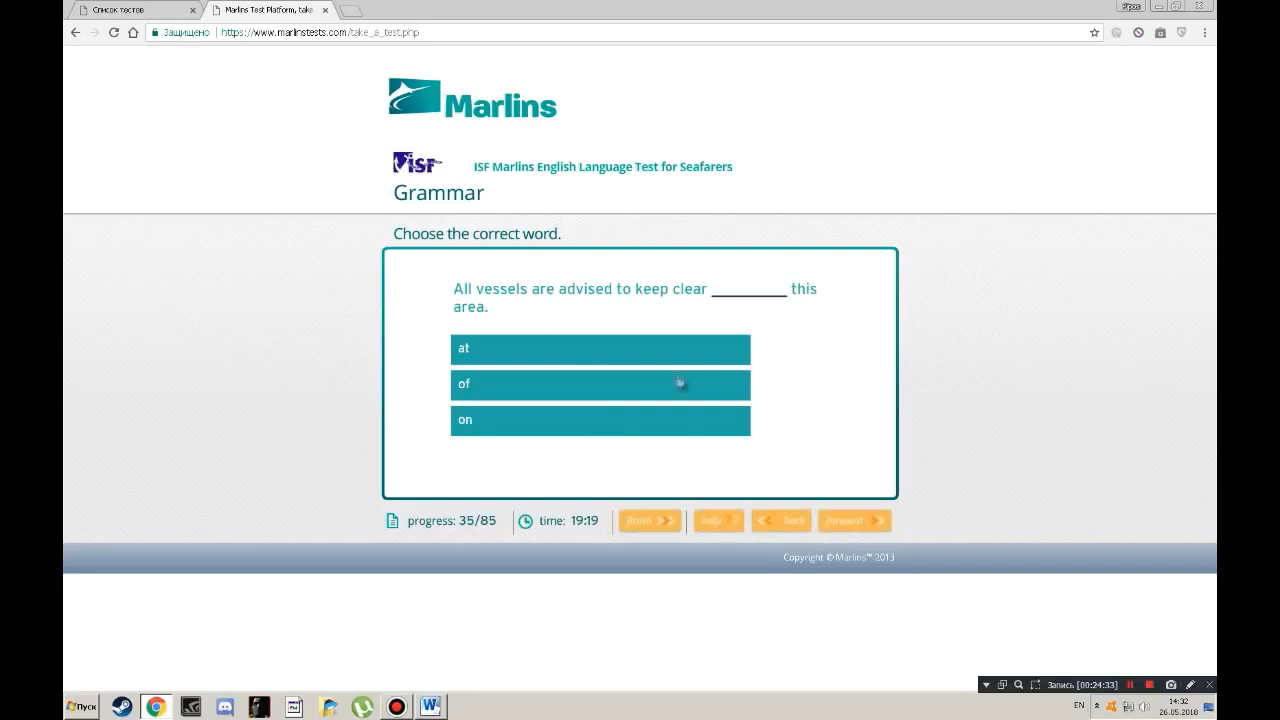 Список тестов
Marlins Test Platform, take
Ярос
Защищено
https://www.marlinstests.com/take_a_test.php
Marlins
ISF
ISF Marlins English Language Test for Seafarers
Grammar
Choose the correct word.
All vessels are advised to keep clear __________ this
area.
at
of
on
progress: 35/85
time: 19:19
finish
help ?
back
forward
Copyright © Marlins™ 2013
Запись [00:24:33]
Пуск
EN
14:32
26.05.2018